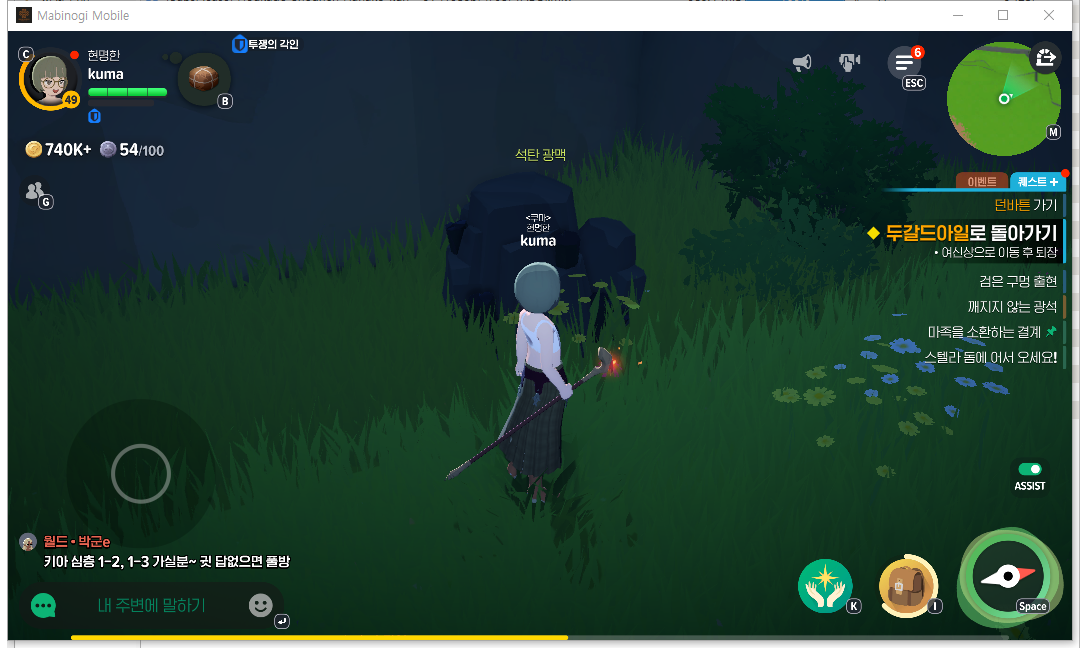 Mabinogi Mobile
C
현명한
kuma
49
B
투쟁의 각인
6
ESC
M
740K+ 54/100
G
석탄 광맥
<쿠마>
현명한
kuma
이벤트 퀘스트 +
던바튼 가기
두갈드아일로 돌아가기
• 여신상으로 이동 후 퇴장
검은 구멍 출현
깨지지 않는 광석
마족을 소환하는 결계
스텔라 돔에 어서 오세요!
ASSIST
월드 • 박군e
키아 심층 1-2, 1-3 가실분~ 귓 답없으면 풀방
내 주변에 말하기
K
I
Space